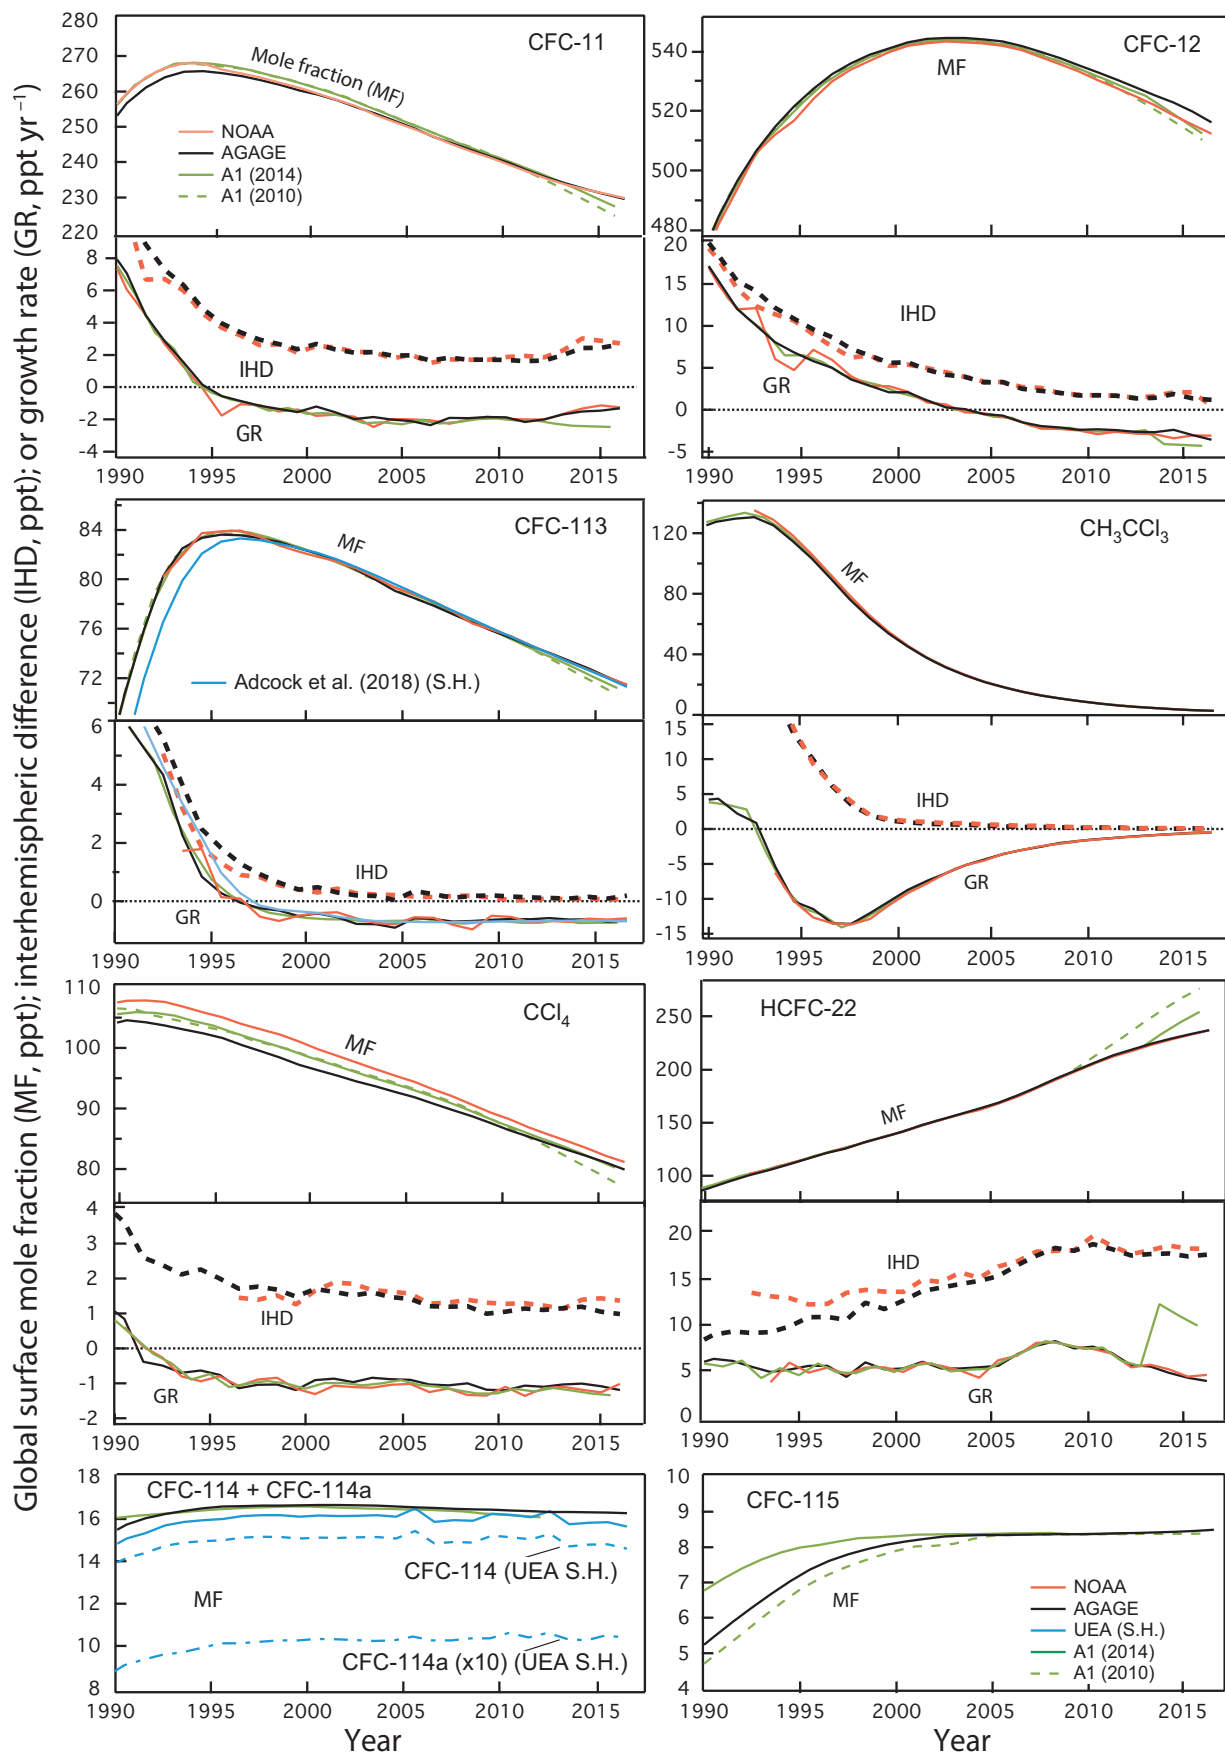 Global surface mole fraction (MF, ppt); interhemispheric difference (IHD, ppt); or growth rate (GR, ppt yr⁻¹)
280
270
260
250
240
230
220
CFC-11
Mole fraction (MF)
NOAA
AGAGE
A1 (2014)
A1 (2010)
8
6
4
2
0
-2
-4
IHD
GR
1990 1995 2000 2005 2010 2015
540
520
500
480
CFC-12
MF
20
15
10
5
0
-5
IHD
GR
1990 1995 2000 2005 2010 2015
84
80
76
72
CFC-113
MF
Adcock et al. (2018) (S.H.)
6
4
2
0
IHD
GR
1990 1995 2000 2005 2010 2015
120
80
40
0
CH₃CCl₃
MF
15
10
5
0
-5
-10
-15
IHD
GR
1990 1995 2000 2005 2010 2015
110
100
90
80
CCl₄
MF
4
3
2
1
0
-1
-2
IHD
GR
1990 1995 2000 2005 2010 2015
250
200
150
100
HCFC-22
MF
20
15
10
5
0
IHD
GR
1990 1995 2000 2005 2010 2015
18
16
14
12
10
8
CFC-114 + CFC-114a
CFC-114 (UEA S.H.)
MF
CFC-114a (x10) (UEA S.H.)
1990 1995 2000 2005 2010 2015
Year
10
9
8
7
6
5
4
CFC-115
MF
NOAA
AGAGE
UEA (S.H.)
A1 (2014)
A1 (2010)
1990 1995 2000 2005 2010 2015
Year